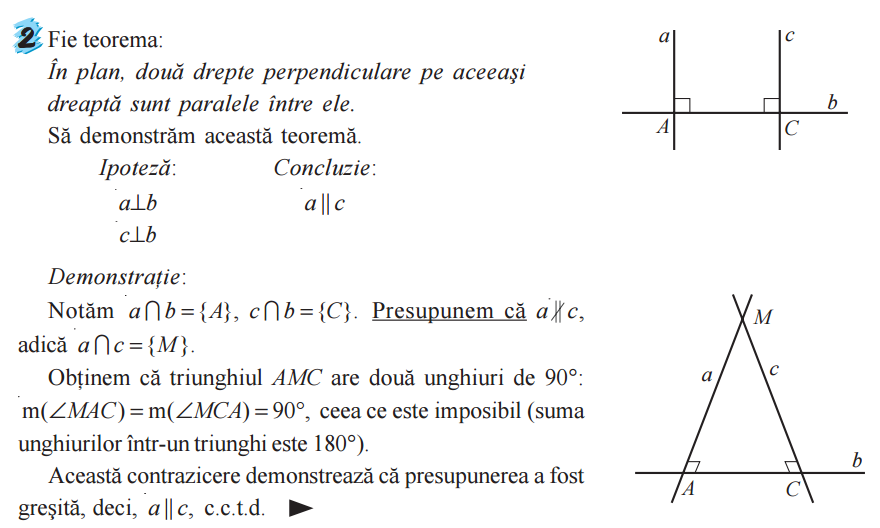 2 Fie teorema:
În plan, două drepte perpendiculare pe aceeaşi
dreaptă sunt paralele între ele.
Să demonstrăm această teoremă.
Ipoteză: Concluzie:
a⊥b a || c
c⊥b
Demonstraţie:
Notăm a⋂b = {A}, c⋂b = {C}. Presupunem că a ∦ c,
adică a⋂c = {M}.
Obţinem că triunghiul AMC are două unghiuri de 90°:
m(∠MAC) = m(∠MCA) = 90°, ceea ce este imposibil (suma
unghiurilor într-un triunghi este 180°).
Această contrazicere demonstrează că presupunerea a fost
greşită, deci, a || c, c.c.t.d. ►
a c
b
A C
M
a c
b
A C